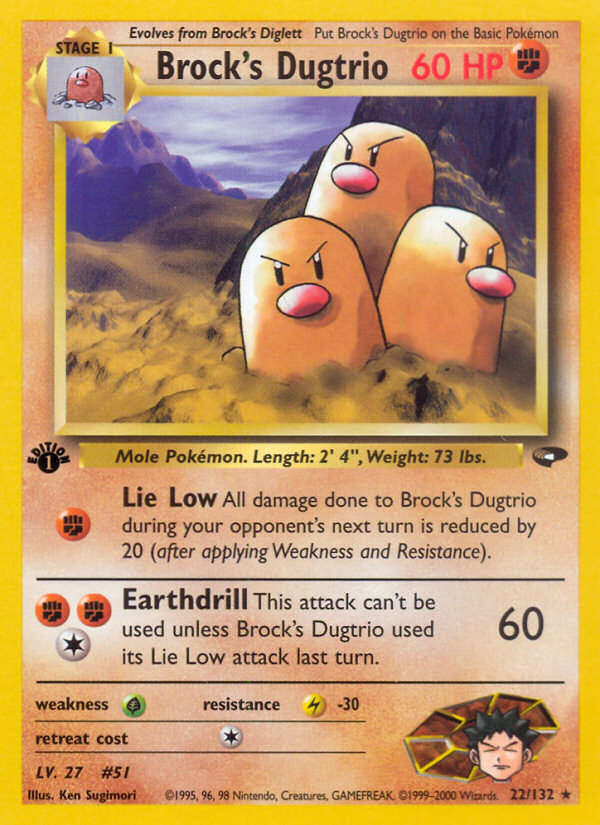 Evolves from Brock's Diglett Put Brock's Dugtrio on the Basic Pokémon
STAGE 1
Brock's Dugtrio 60 HP
EDITION
1
Mole Pokémon. Length: 2' 4", Weight: 73 lbs.
Lie Low All damage done to Brock's Dugtrio
during your opponent's next turn is reduced by
20 (after applying Weakness and Resistance).
Earthdrill This attack can't be
used unless Brock's Dugtrio used
its Lie Low attack last turn.
60
weakness resistance -30
retreat cost
LV. 27 #51
Illus. Ken Sugimori ©1995, 96, 98 Nintendo, Creatures, GAMEFREAK. ©1999-2000 Wizards. 22/132 ★